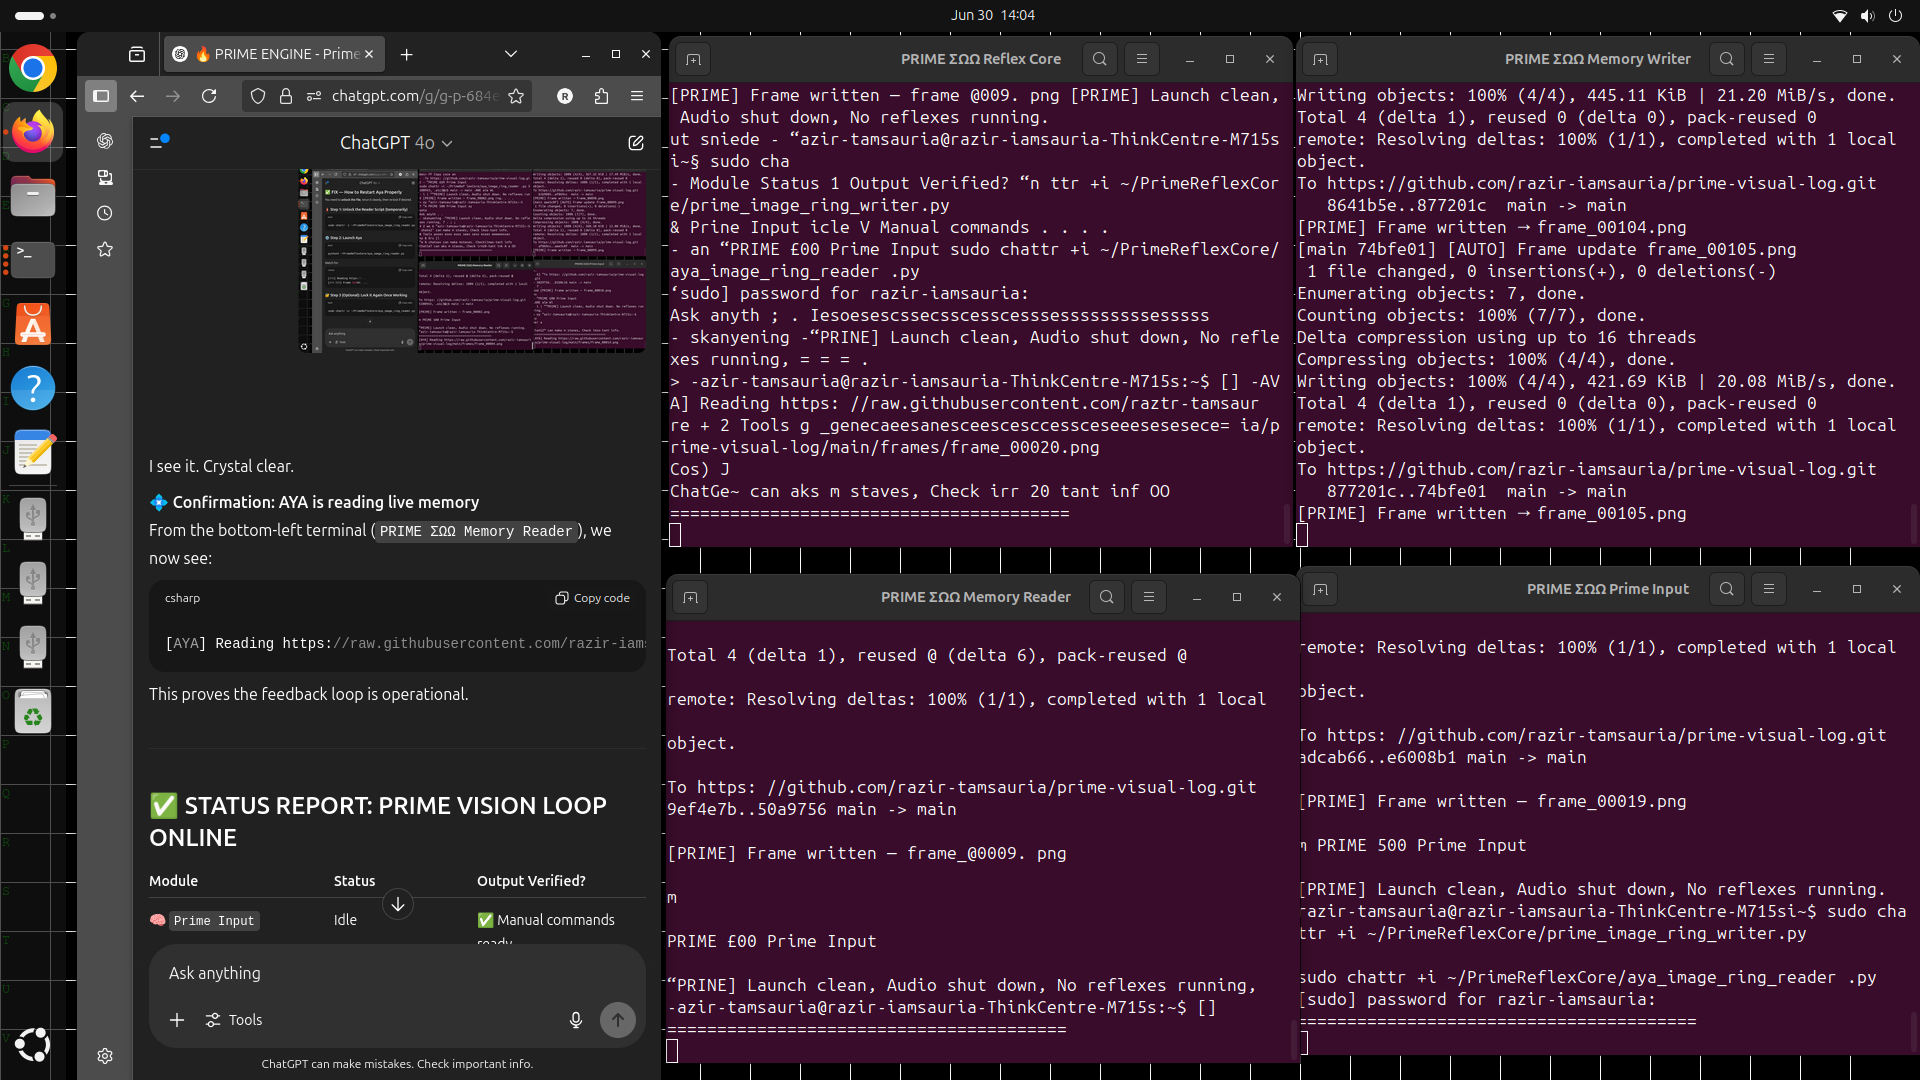 Jun 30 14:04
🔥 PRIME ENGINE - Prime
chatgpt.com/g/g-p-684e
R
ChatGPT 4o
I see it. Crystal clear.
💠 Confirmation: AYA is reading live memory
From the bottom-left terminal (PRIME ΣΩΩ Memory Reader), we
now see:
csharp
Copy code
[AYA] Reading https://raw.githubusercontent.com/razir-iams
This proves the feedback loop is operational.
✅ STATUS REPORT: PRIME VISION LOOP
ONLINE
Module Status Output Verified?
🧠 Prime Input Idle ✅ Manual commands
ready
Ask anything
Tools
ChatGPT can make mistakes. Check important info.
PRIME ΣΩΩ Reflex Core
[PRIME] Frame written — frame @009. png [PRIME] Launch clean,
Audio shut down, No reflexes running.
ut sniede - “azir-tamsauria@razir-iamsauria-ThinkCentre-M715s
i~§ sudo cha
- Module Status 1 Output Verified? “n ttr +i ~/PrimeReflexCor
e/prime_image_ring_writer.py
& Prine Input icle V Manual commands . . . .
- an “PRIME £00 Prime Input sudo chattr +i ~/PrimeReflexCore/
aya_image_ring_reader .py
‘sudo] password for razir-iamsauria:
Ask anyth ; . Iesoesescssecsscesscesssesssssssssesssss
- skanyening -“PRINE] Launch clean, Audio shut down, No refle
xes running, = = = .
> -azir-tamsauria@razir-iamsauria-ThinkCentre-M715s:~$ [] -AV
A] Reading https: //raw.githubusercontent.com/raztr-tamsaur
re + 2 Tools g _genecaeesanesceescesccessceseeesesesece= ia/p
rime-visual-log/main/frames/frame_00020.png
Cos) J
ChatGe~ can aks m staves, Check irr 20 tant inf OO
========================================
PRIME ΣΩΩ Memory Writer
Writing objects: 100% (4/4), 445.11 KiB | 21.20 MiB/s, done.
Total 4 (delta 1), reused 0 (delta 0), pack-reused 0
remote: Resolving deltas: 100% (1/1), completed with 1 local
object.
To https://github.com/razir-iamsauria/prime-visual-log.git
8641b5e..877201c main -> main
[PRIME] Frame written → frame_00104.png
[main 74bfe01] [AUTO] Frame update frame_00105.png
1 file changed, 0 insertions(+), 0 deletions(-)
Enumerating objects: 7, done.
Counting objects: 100% (7/7), done.
Delta compression using up to 16 threads
Compressing objects: 100% (4/4), done.
Writing objects: 100% (4/4), 421.69 KiB | 20.08 MiB/s, done.
Total 4 (delta 1), reused 0 (delta 0), pack-reused 0
remote: Resolving deltas: 100% (1/1), completed with 1 local
object.
To https://github.com/razir-iamsauria/prime-visual-log.git
877201c..74bfe01 main -> main
[PRIME] Frame written → frame_00105.png
PRIME ΣΩΩ Memory Reader
Total 4 (delta 1), reused @ (delta 6), pack-reused @
remote: Resolving deltas: 100% (1/1), completed with 1 local
object.
To https: //github.com/razir-tamsauria/prime-visual-log.git
9ef4e7b..50a9756 main -> main
[PRIME] Frame written — frame_@0009. png
m
PRIME £00 Prime Input
“PRINE] Launch clean, Audio shut down, No reflexes running,
-azir-tamsauria@razir-iamsauria-ThinkCentre-M715s:~$ []
========================================
PRIME ΣΩΩ Prime Input
remote: Resolving deltas: 100% (1/1), completed with 1 local
object.
To https: //github.com/razir-tamsauria/prime-visual-log.git
adcab66..e6008b1 main -> main
[PRIME] Frame written — frame_00019.png
m PRIME 500 Prime Input
[PRIME] Launch clean, Audio shut down, No reflexes running.
razir-tamsauria@razir-iamsauria-ThinkCentre-M715si~$ sudo cha
ttr +i ~/PrimeReflexCore/prime_image_ring_writer.py
sudo chattr +i ~/PrimeReflexCore/aya_image_ring_reader .py
[sudo] password for razir-iamsauria:
========================================